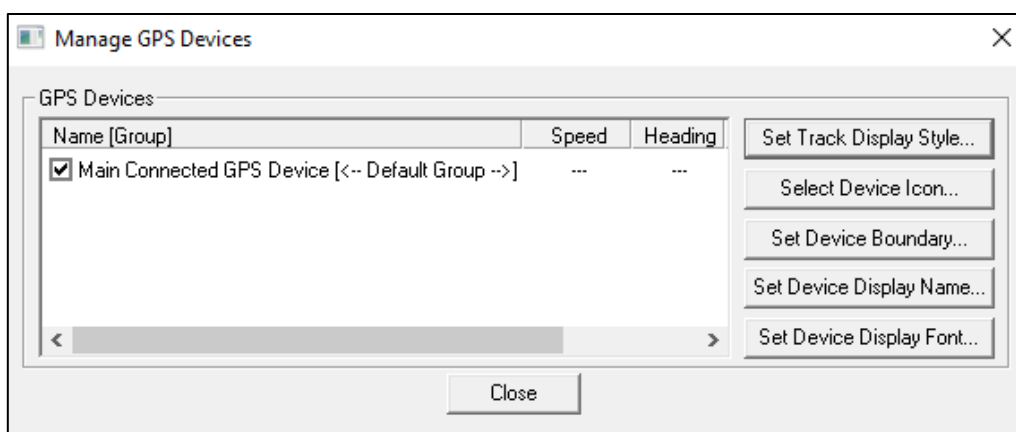 Manage GPS Devices
GPS Devices
Name [Group] Speed Heading
Main Connected GPS Device [<-- Default Group -->] --- ---
Set Track Display Style...
Select Device Icon...
Set Device Boundary...
Set Device Display Name...
Set Device Display Font...
Close